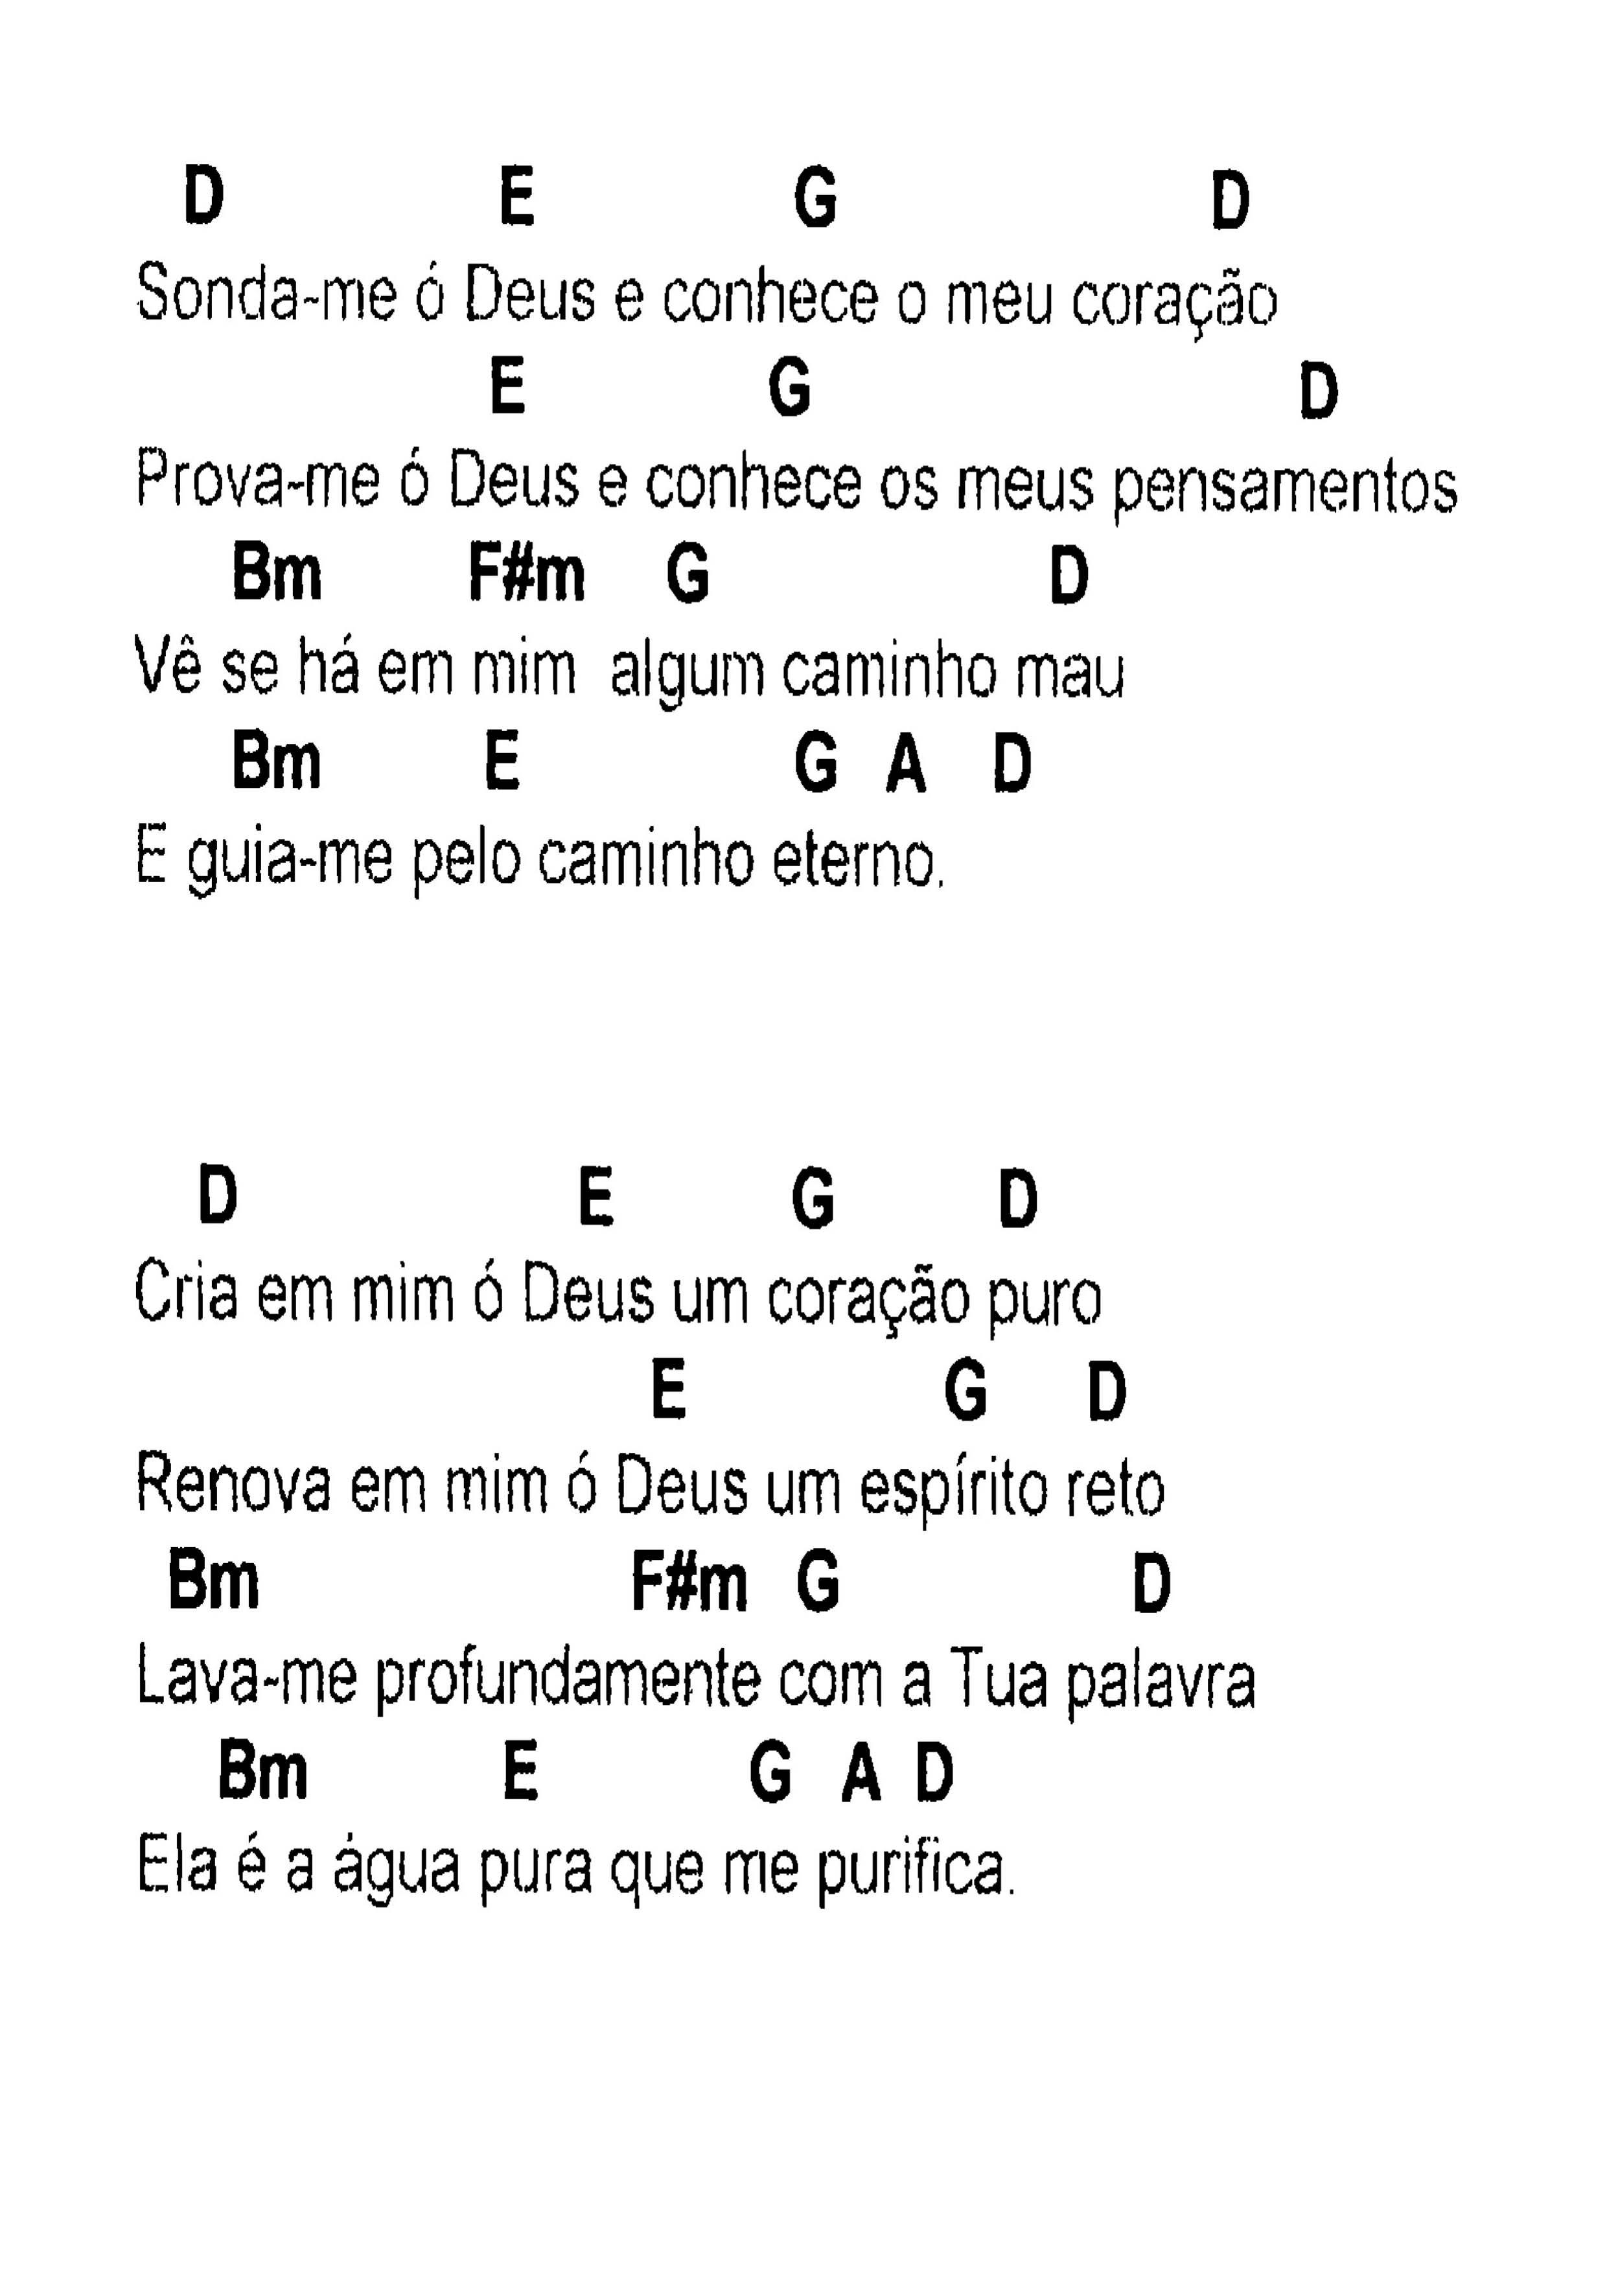 D E G D
Sonda-me ó Deus e conhece o meu coração
E G D
Prova-me ó Deus e conhece os meus pensamentos
Bm F#m G D
Vê se há em mim algum caminho mau
Bm E G A D
E guia-me pelo caminho eterno.
D E G D
Cria em mim ó Deus um coração puro
E G D
Renova em mim ó Deus um espírito reto
Bm F#m G D
Lava-me profundamente com a Tua palavra
Bm E G A D
Ela é a água pura que me purifica.